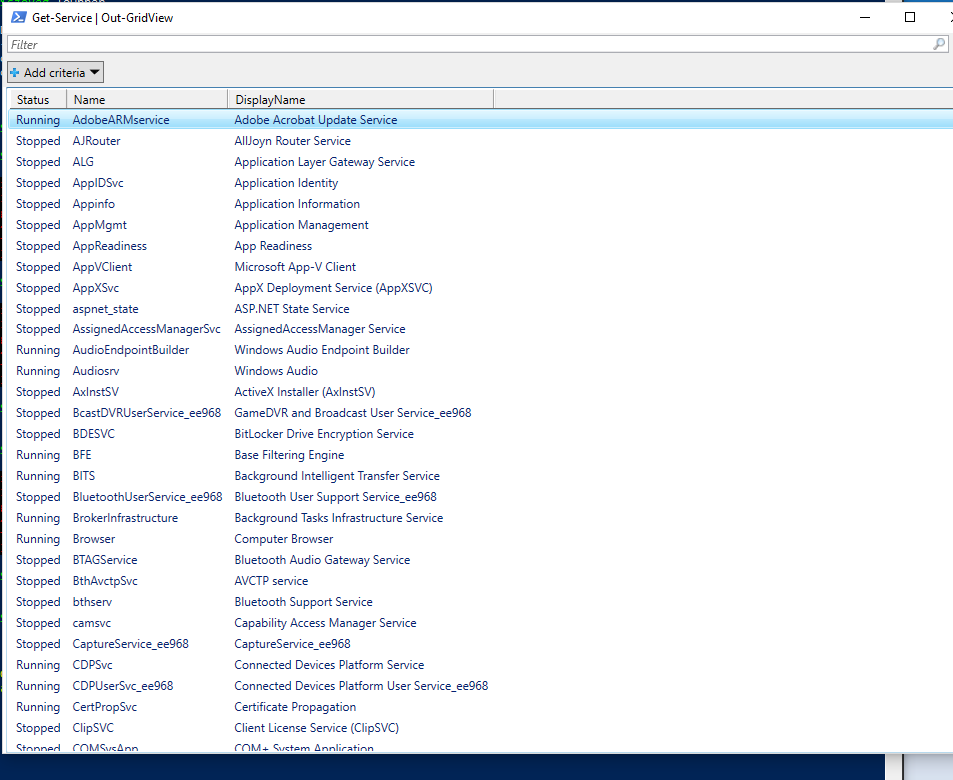 Get-Service | Out-GridView
Filter
Add criteria
Status Name DisplayName
Running AdobeARMservice Adobe Acrobat Update Service
Stopped AJRouter AllJoyn Router Service
Stopped ALG Application Layer Gateway Service
Stopped AppIDSvc Application Identity
Stopped Appinfo Application Information
Stopped AppMgmt Application Management
Stopped AppReadiness App Readiness
Stopped AppVClient Microsoft App-V Client
Stopped AppXSvc AppX Deployment Service (AppXSVC)
Stopped aspnet_state ASP.NET State Service
Stopped AssignedAccessManagerSvc AssignedAccessManager Service
Running AudioEndpointBuilder Windows Audio Endpoint Builder
Running Audiosrv Windows Audio
Stopped AxInstSV ActiveX Installer (AxInstSV)
Stopped BcastDVRUserService_ee968 GameDVR and Broadcast User Service_ee968
Stopped BDESVC BitLocker Drive Encryption Service
Running BFE Base Filtering Engine
Running BITS Background Intelligent Transfer Service
Stopped BluetoothUserService_ee968 Bluetooth User Support Service_ee968
Running BrokerInfrastructure Background Tasks Infrastructure Service
Running Browser Computer Browser
Stopped BTAGService Bluetooth Audio Gateway Service
Stopped BthAvctpSvc AVCTP service
Stopped bthserv Bluetooth Support Service
Stopped camsvc Capability Access Manager Service
Stopped CaptureService_ee968 CaptureService_ee968
Running CDPSvc Connected Devices Platform Service
Running CDPUserSvc_ee968 Connected Devices Platform User Service_ee968
Running CertPropSvc Certificate Propagation
Stopped ClipSVC Client License Service (ClipSVC)
Stopped COMSysApp COM+ System Application